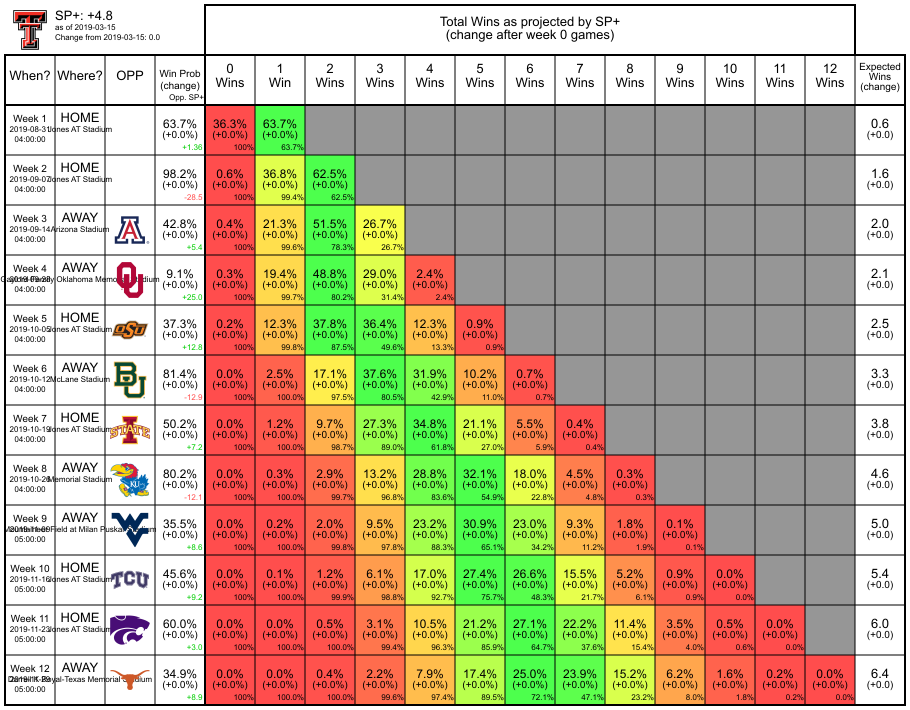 SP+: +4.8
as of 2019-03-15
Change from 2019-03-15: 0.0
Total Wins as projected by SP+
(change after week 0 games)
When? Where? OPP Win Prob (change) Opp. SP+ 0 Wins 1 Win 2 Wins 3 Wins 4 Wins 5 Wins 6 Wins 7 Wins 8 Wins 9 Wins 10 Wins 11 Wins 12 Wins Expected Wins (change)
Week 1 HOME 63.7% 36.3% 63.7% 0.6
2019-08-31 Jones AT Stadium (+0.0%) (+0.0%) (+0.0%) (+0.0)
04:00:00 +1.36 100% 63.7%
Week 2 HOME 98.2% 0.6% 36.8% 62.5% 1.6
2019-09-07 Jones AT Stadium (+0.0%) (+0.0%) (+0.0%) (+0.0%) (+0.0)
04:00:00 -28.5 100% 99.4% 62.5%
Week 3 AWAY 42.8% 0.4% 21.3% 51.5% 26.7% 2.0
2019-09-14 Arizona Stadium (+0.0%) (+0.0%) (+0.0%) (+0.0%) (+0.0%) (+0.0)
04:00:00 +5.4 100% 99.6% 78.3% 26.7%
Week 4 AWAY OU 9.1% 0.3% 19.4% 48.8% 29.0% 2.4% 2.1
Oklahoma Memorial Stadium (+0.0%) (+0.0%) (+0.0%) (+0.0%) (+0.0%) (+0.0%) (+0.0)
04:00:00 +25.0 100% 99.7% 80.2% 31.4% 2.4%
Week 5 HOME OSU 37.3% 0.2% 12.3% 37.8% 36.4% 12.3% 0.9% 2.5
2019-10-05 Jones AT Stadium (+0.0%) (+0.0%) (+0.0%) (+0.0%) (+0.0%) (+0.0%) (+0.0%) (+0.0)
04:00:00 +12.8 100% 99.8% 87.5% 49.6% 13.3% 0.9%
Week 6 AWAY BU 81.4% 0.0% 2.5% 17.1% 37.6% 31.9% 10.2% 0.7% 3.3
2019-10-12 McLane Stadium (+0.0%) (+0.0%) (+0.0%) (+0.0%) (+0.0%) (+0.0%) (+0.0%) (+0.0%) (+0.0)
04:00:00 -12.9 100% 100.0% 97.5% 80.5% 42.9% 11.0% 0.7%
Week 7 HOME STATE 50.2% 0.0% 1.2% 9.7% 27.3% 34.8% 21.1% 5.5% 0.4% 3.8
2019-10-19 Jones AT Stadium (+0.0%) (+0.0%) (+0.0%) (+0.0%) (+0.0%) (+0.0%) (+0.0%) (+0.0%) (+0.0%) (+0.0)
04:00:00 +7.2 100% 100.0% 98.7% 89.0% 61.8% 27.0% 5.9% 0.4%
Week 8 AWAY KU 80.2% 0.0% 0.3% 2.9% 13.2% 28.8% 32.1% 18.0% 4.5% 0.3% 4.6
2019-10-26 Memorial Stadium (+0.0%) (+0.0%) (+0.0%) (+0.0%) (+0.0%) (+0.0%) (+0.0%) (+0.0%) (+0.0%) (+0.0%) (+0.0)
04:00:00 -12.1 100% 100.0% 99.7% 96.8% 83.6% 54.9% 22.8% 4.8% 0.3%
Week 9 AWAY WV 35.5% 0.0% 0.2% 2.0% 9.5% 23.2% 30.9% 23.0% 9.3% 1.8% 0.1% 5.0
Field at Milan Puskar Stadium (+0.0%) (+0.0%) (+0.0%) (+0.0%) (+0.0%) (+0.0%) (+0.0%) (+0.0%) (+0.0%) (+0.0%) (+0.0%) (+0.0)
05:00:00 +8.6 100% 100.0% 99.8% 97.8% 88.3% 65.1% 34.2% 11.2% 1.9% 0.1%
Week 10 HOME TCU 45.6% 0.0% 0.1% 1.2% 6.1% 17.0% 27.4% 26.6% 15.5% 5.2% 0.9% 0.0% 5.4
2019-11-16 Jones AT Stadium (+0.0%) (+0.0%) (+0.0%) (+0.0%) (+0.0%) (+0.0%) (+0.0%) (+0.0%) (+0.0%) (+0.0%) (+0.0%) (+0.0%) (+0.0)
05:00:00 +9.2 100% 100.0% 99.9% 98.8% 92.7% 75.7% 48.3% 21.7% 6.1% 0.9% 0.0%
Week 11 HOME 60.0% 0.0% 0.0% 0.5% 3.1% 10.5% 21.2% 27.1% 22.2% 11.4% 3.5% 0.5% 0.0% 6.0
2019-11-23 Jones AT Stadium (+0.0%) (+0.0%) (+0.0%) (+0.0%) (+0.0%) (+0.0%) (+0.0%) (+0.0%) (+0.0%) (+0.0%) (+0.0%) (+0.0%) (+0.0%) (+0.0)
05:00:00 +3.0 100% 100.0% 100.0% 99.4% 96.3% 85.9% 64.7% 37.6% 15.4% 4.0% 0.6% 0.0%
Week 12 AWAY 34.9% 0.0% 0.0% 0.4% 2.2% 7.9% 17.4% 25.0% 23.9% 15.2% 6.2% 1.6% 0.2% 0.0% 6.4
Royal-Texas Memorial Stadium (+0.0%) (+0.0%) (+0.0%) (+0.0%) (+0.0%) (+0.0%) (+0.0%) (+0.0%) (+0.0%) (+0.0%) (+0.0%) (+0.0%) (+0.0%) (+0.0%) (+0.0)
05:00:00 +8.9 100% 100.0% 100.0% 99.6% 97.4% 89.5% 72.1% 47.1% 23.2% 8.0% 1.8% 0.2% 0.0%